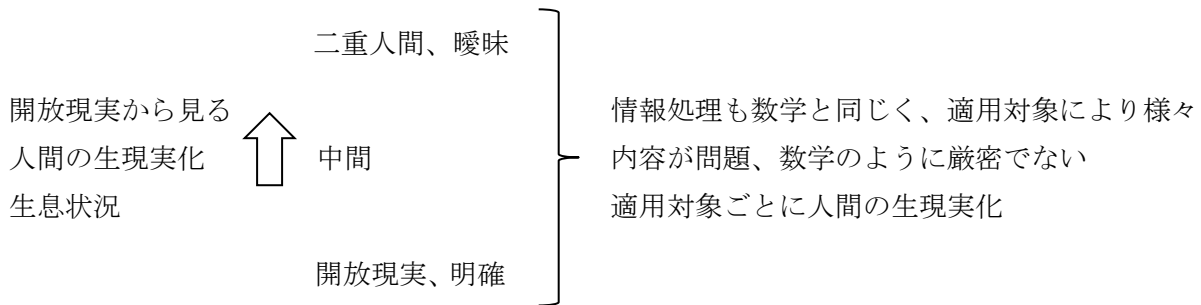 二重人間、曖昧
開放現実から見る
人間の生現実化
生息状況
中間
開放現実、明確
情報処理も数学と同じく、適用対象により様々
内容が問題、数学のように厳密でない
適用対象ごとに人間の生現実化